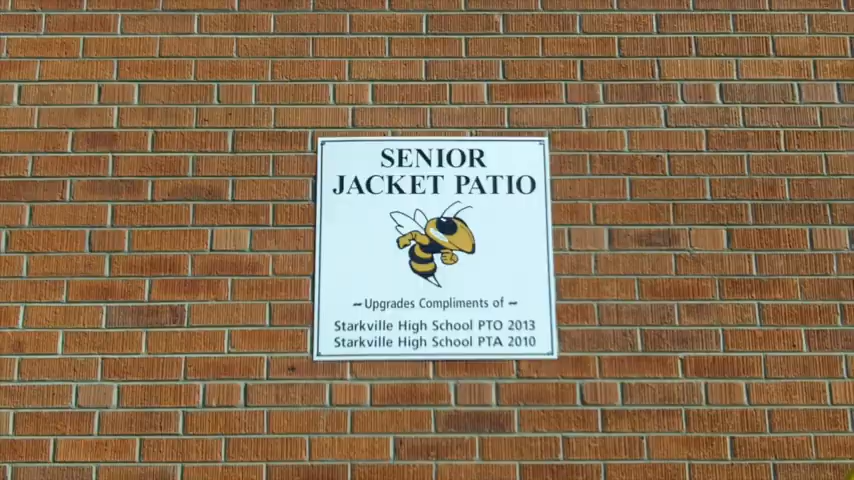 SENIOR
JACKET PATIO
~ Upgrades Compliments of ~
Starkville High School PTO 2013
Starkville High School PTA 2010